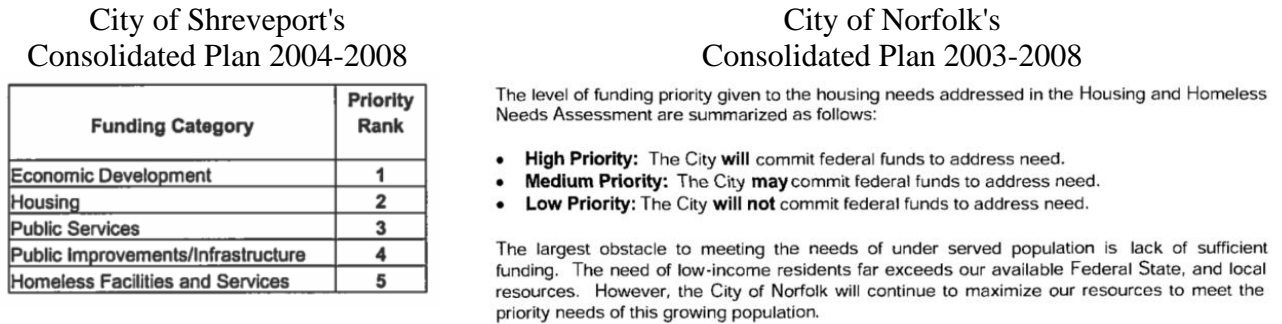 City of Shreveport's
Consolidated Plan 2004-2008
Funding Category
Priority
Rank
Economic Development 1
Housing 2
Public Services 3
Public Improvements/Infrastructure 4
Homeless Facilities and Services 5
City of Norfolk's
Consolidated Plan 2003-2008
The level of funding priority given to the housing needs addressed in the Housing and Homeless
Needs Assessment are summarized as follows:
• High Priority: The City will commit federal funds to address need.
• Medium Priority: The City may commit federal funds to address need.
• Low Priority: The City will not commit federal funds to address need.
The largest obstacle to meeting the needs of under served population is lack of sufficient
funding. The need of low-income residents far exceeds our available Federal State, and local
resources. However, the City of Norfolk will continue to maximize our resources to meet the
priority needs of this growing population.